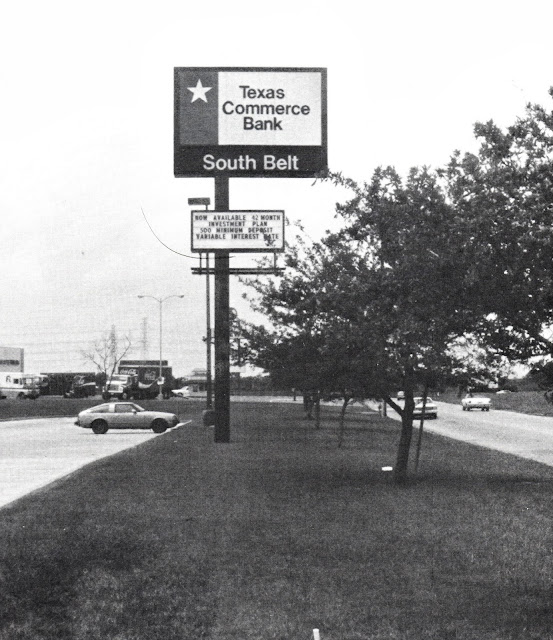 Texas
Commerce
Bank
South Belt
NOW AVAILABLE 42 MONTH
INVESTMENT PLAN
500 MINIMUM DEPOSIT
VARIABLE INTEREST RATE